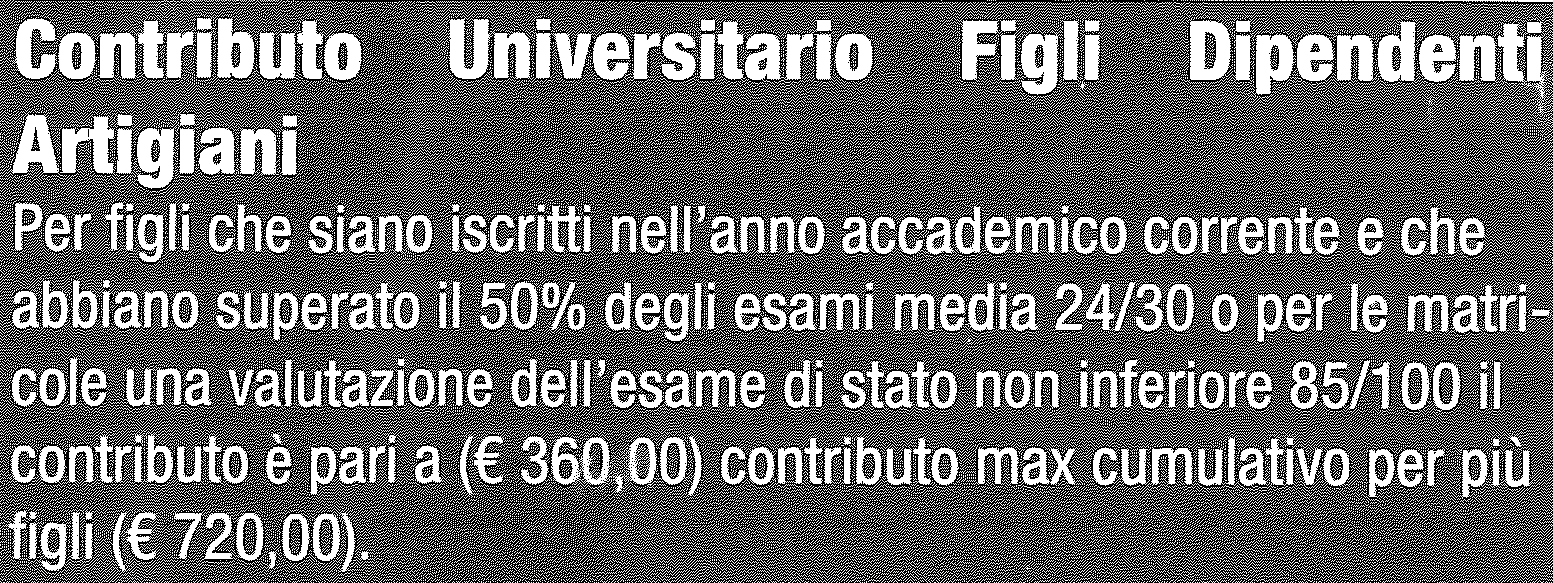 Contributo Universitario Figli Dipendenti
Artigiani
Per figli che siano iscritti nell'anno accademico corrente e che
abbiano superato il 50% degli esami media 24/30 o per le matri-
cole una valutazione dell'esame di stato non inferiore 85/100 il
contributo è pari a (€ 360,00) contributo max cumulativo per più
figli (€ 720,00).